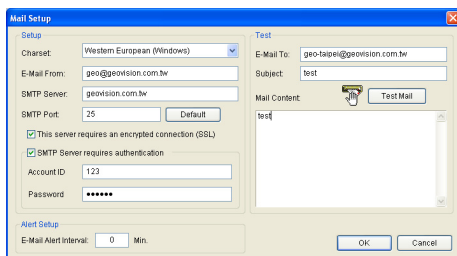 Mail Setup
Setup
Charset: Western European (Windows)
E-Mail From: geo@geovision.com.tw
SMTP Server: geovision.com.tw
SMTP Port: 25 Default
This server requires an encrypted connection (SSL)
SMTP Server requires authentication
Account ID 123
Password ••••••
Alert Setup
E-Mail Alert Interval: 0 Min.
Test
E-Mail To: geo-taipei@geovision.com.tw
Subject: test
Mail Content: Test Mail
test
OK Cancel